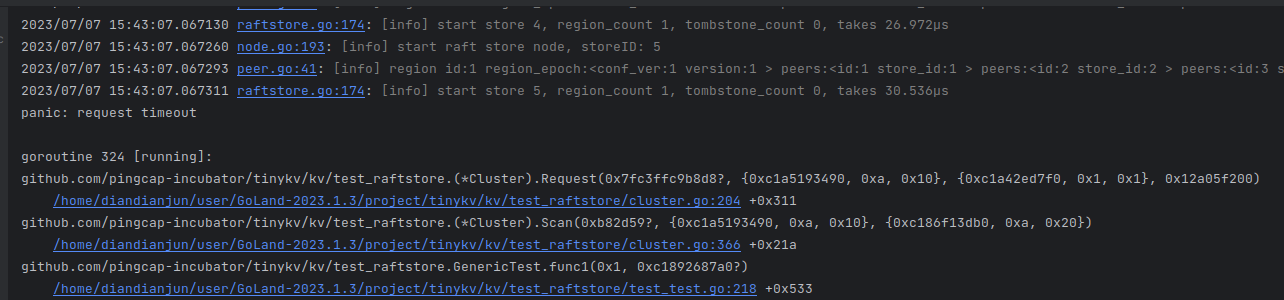 2023/07/07 15:43:07.067130 raftstore.go:174: [info] start store 4, region_count 1, tombstone_count 0, takes 26.972µs
2023/07/07 15:43:07.067260 node.go:193: [info] start raft store node, storeID: 5
2023/07/07 15:43:07.067293 peer.go:41: [info] region id:1 region_epoch:<conf_ver:1 version:1 > peers:<id:1 store_id:1 > peers:<id:2 store_id:2 > peers:<id:3 s
2023/07/07 15:43:07.067311 raftstore.go:174: [info] start store 5, region_count 1, tombstone_count 0, takes 30.536µs
panic: request timeout
goroutine 324 [running]:
github.com/pingcap-incubator/tinykv/kv/test_raftstore.(*Cluster).Request(0x7fc3ffc9b8d8?, {0xc1a5193490, 0xa, 0x10}, {0xc1a42ed7f0, 0x1, 0x1}, 0x12a05f200)
/home/diandianjun/user/GoLand-2023.1.3/project/tinykv/kv/test_raftstore/cluster.go:204 +0x311
github.com/pingcap-incubator/tinykv/kv/test_raftstore.(*Cluster).Scan(0xb82d59?, {0xc1a5193490, 0xa, 0x10}, {0xc186f13db0, 0xa, 0x20})
/home/diandianjun/user/GoLand-2023.1.3/project/tinykv/kv/test_raftstore/cluster.go:366 +0x21a
github.com/pingcap-incubator/tinykv/kv/test_raftstore.GenericTest.func1(0x1, 0xc1892687a0?)
/home/diandianjun/user/GoLand-2023.1.3/project/tinykv/kv/test_raftstore/test_test.go:218 +0x533